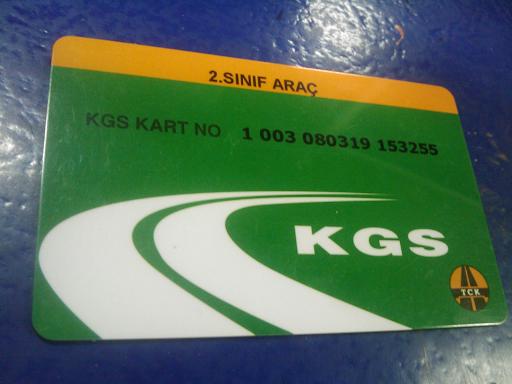 2.SINIF ARAÇ
KGS KART NO 1 003 080319 153255
KGS
TCK